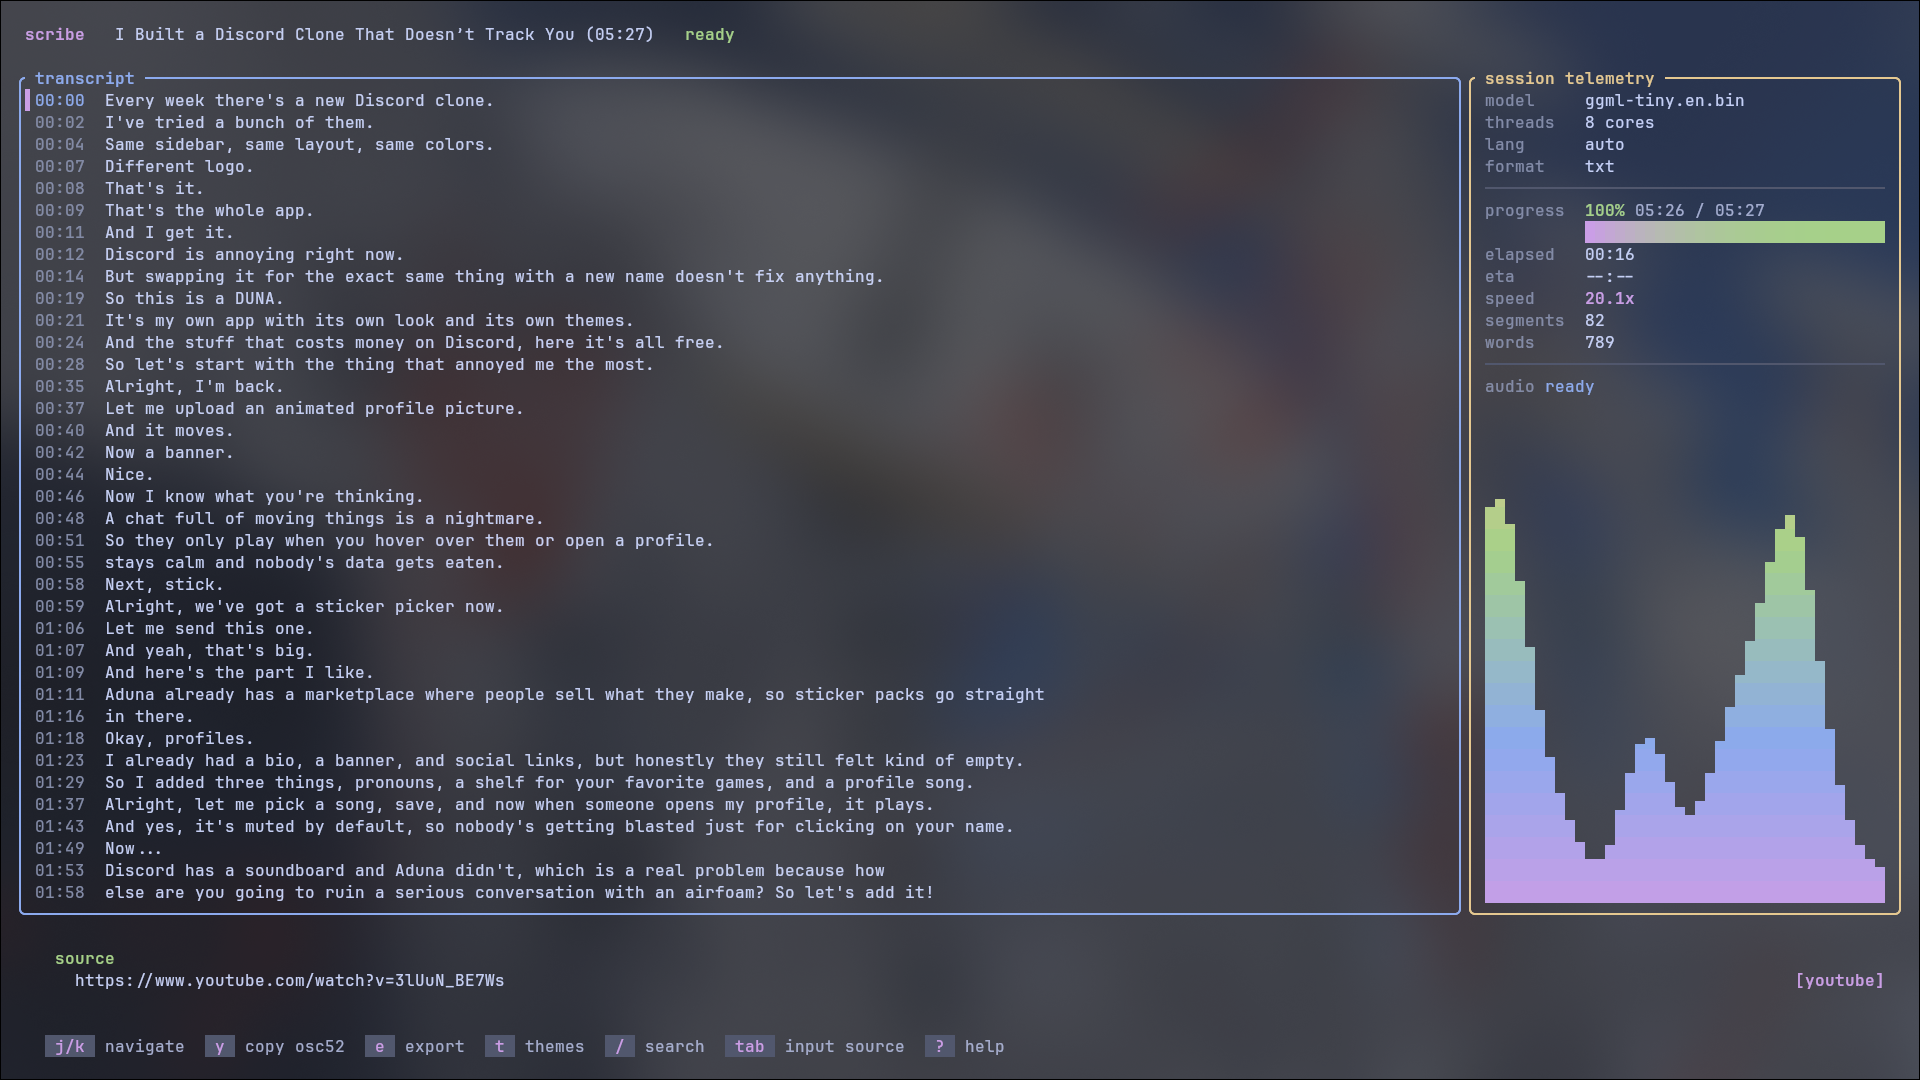 scribe I Built a Discord Clone That Doesn't Track You (05:27) ready
transcript
00:00 Every week there's a new Discord clone.
00:02 I've tried a bunch of them.
00:04 Same sidebar, same layout, same colors.
00:07 Different logo.
00:08 That's it.
00:09 That's the whole app.
00:11 And I get it.
00:12 Discord is annoying right now.
00:14 But swapping it for the exact same thing with a new name doesn't fix anything.
00:19 So this is a DUNA.
00:21 It's my own app with its own look and its own themes.
00:24 And the stuff that costs money on Discord, here it's all free.
00:28 So let's start with the thing that annoyed me the most.
00:35 Alright, I'm back.
00:37 Let me upload an animated profile picture.
00:40 And it moves.
00:42 Now a banner.
00:44 Nice.
00:46 Now I know what you're thinking.
00:48 A chat full of moving things is a nightmare.
00:51 So they only play when you hover over them or open a profile.
00:55 stays calm and nobody's data gets eaten.
00:58 Next, stick.
00:59 Alright, we've got a sticker picker now.
01:06 Let me send this one.
01:07 And yeah, that's big.
01:09 And here's the part I like.
01:11 Aduna already has a marketplace where people sell what they make, so sticker packs go straight
01:16 in there.
01:18 Okay, profiles.
01:23 I already had a bio, a banner, and social links, but honestly they still felt kind of empty.
01:29 So I added three things, pronouns, a shelf for your favorite games, and a profile song.
01:37 Alright, let me pick a song, save, and now when someone opens my profile, it plays.
01:43 And yes, it's muted by default, so nobody's getting blasted just for clicking on your name.
01:49 Now...
01:53 Discord has a soundboard and Aduna didn't, which is a real problem because how
01:58 else are you going to ruin a serious conversation with an airfoam? So let's add it!
session telemetry
model ggml-tiny.en.bin
threads 8 cores
lang auto
format txt
progress 100% 05:26 / 05:27
elapsed 00:16
eta --:--
speed 20.1x
segments 82
words 789
audio ready
source
https://www.youtube.com/watch?v=3lUuN_BE7Ws [youtube]
j/k navigate y copy osc52 e export t themes / search tab input source ? help